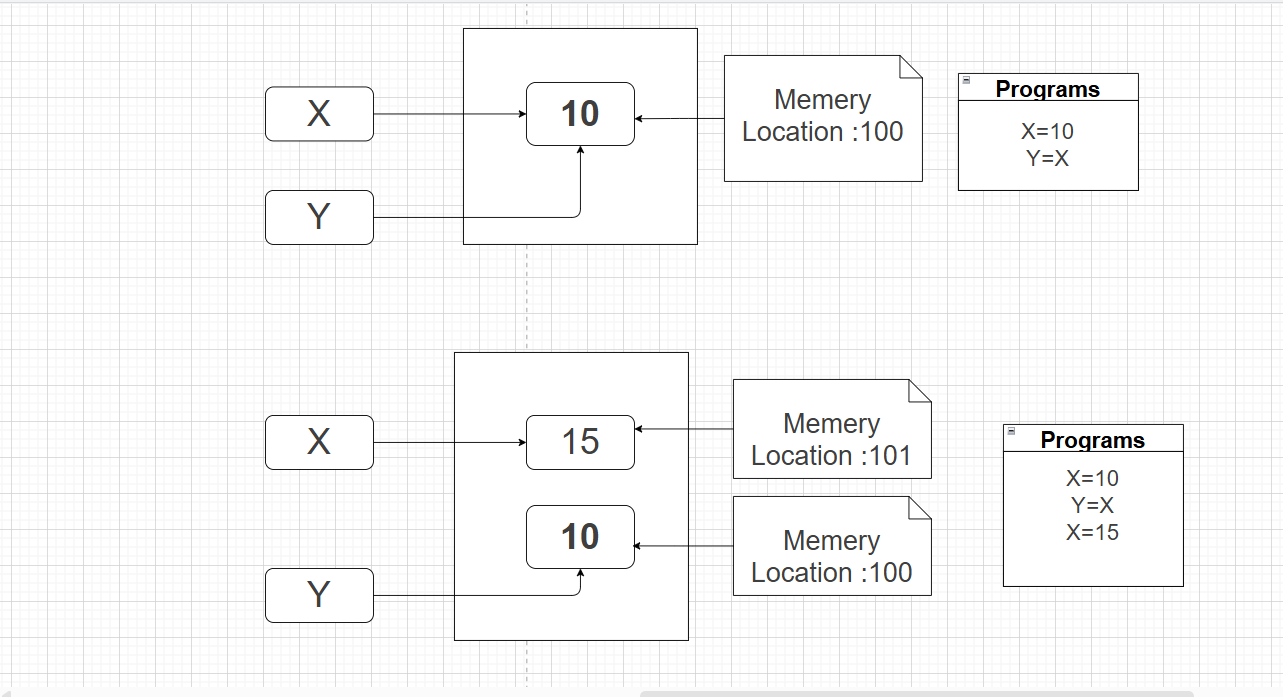 X
10
Memery
Location :100
Programs
X=10
Y=X
Y
X
15
Memery
Location :101
Programs
X=10
Y=X
X=15
10
Memery
Location :100
Y